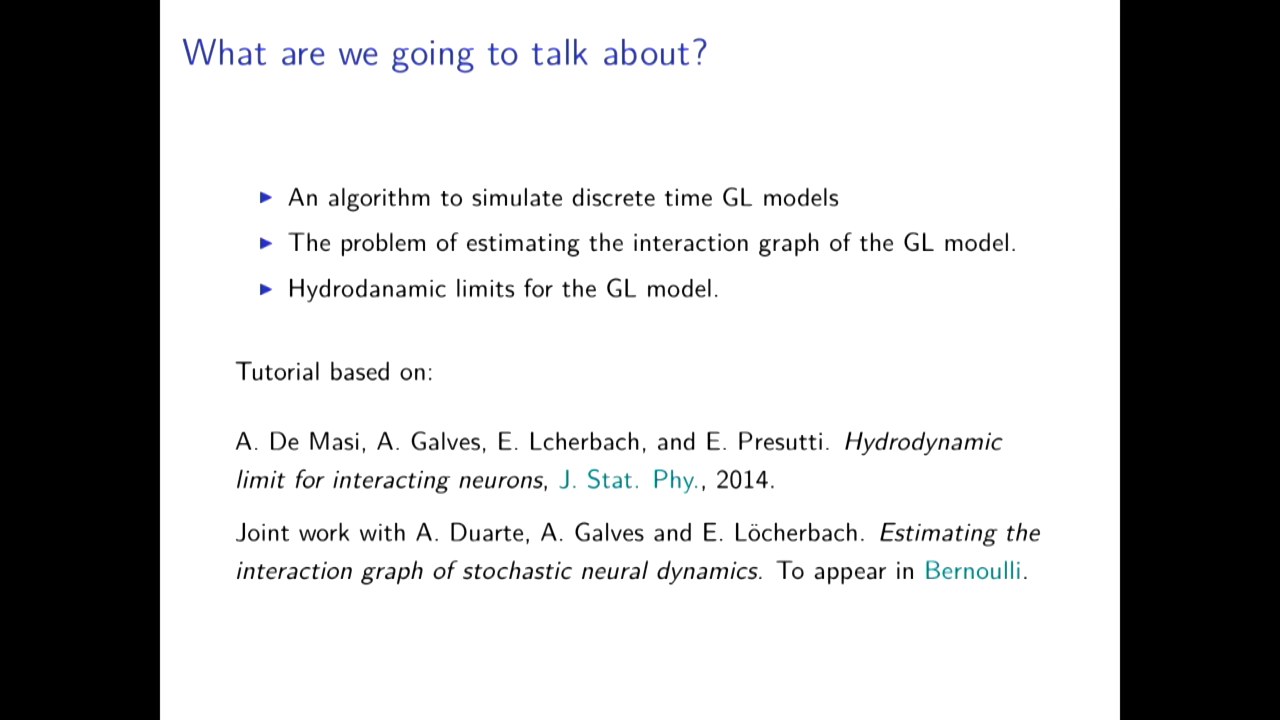 What are we going to talk about?
▶ An algorithm to simulate discrete time GL models
▶ The problem of estimating the interaction graph of the GL model.
▶ Hydrodanamic limits for the GL model.
Tutorial based on:
A. De Masi, A. Galves, E. Lcherbach, and E. Presutti. Hydrodynamic
limit for interacting neurons, J. Stat. Phy., 2014.
Joint work with A. Duarte, A. Galves and E. Löcherbach. Estimating the
interaction graph of stochastic neural dynamics. To appear in Bernoulli.